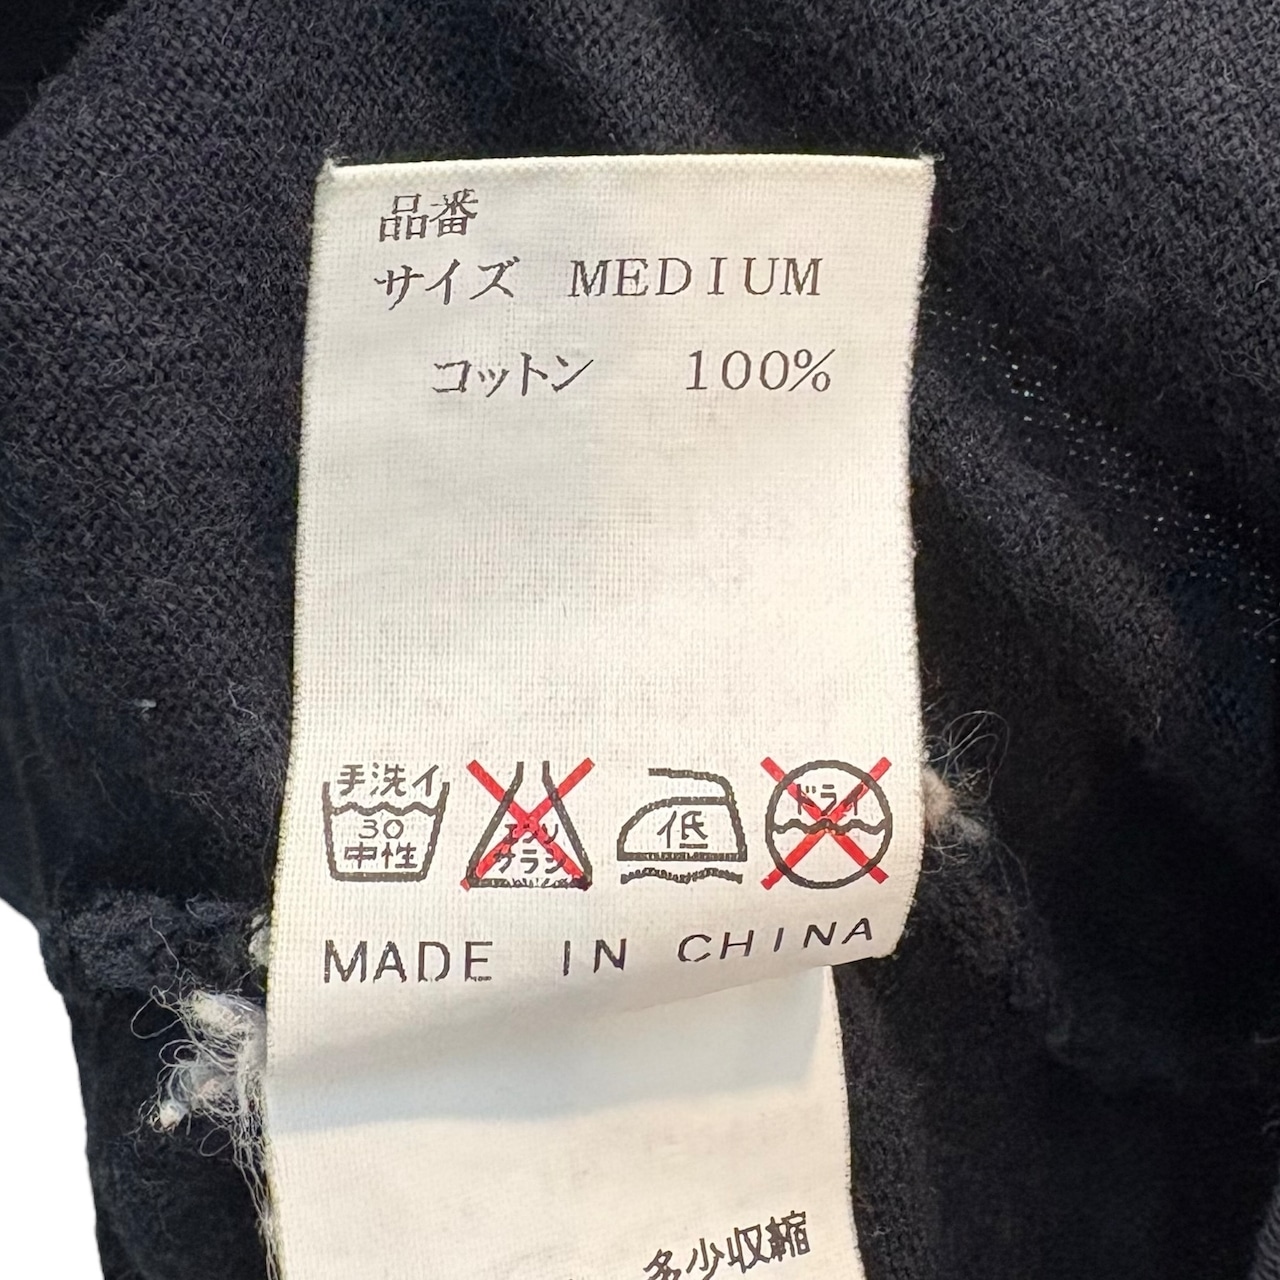 品番
サイズ MEDIUM
コットン 100%
手洗イ
30
中性
エンソ
サラシ
低
ドライ
MADE IN CHINA
多少収縮